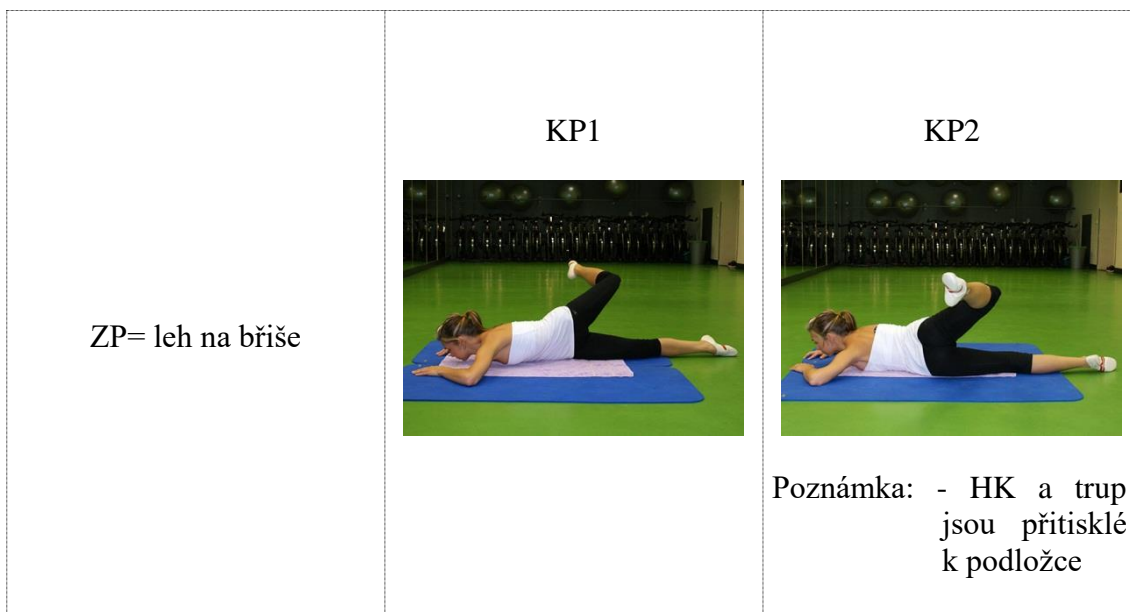 ZP= leh na břiše
KP1
KP2
Poznámka: - HK a trup
jsou přitisklé
k podložce